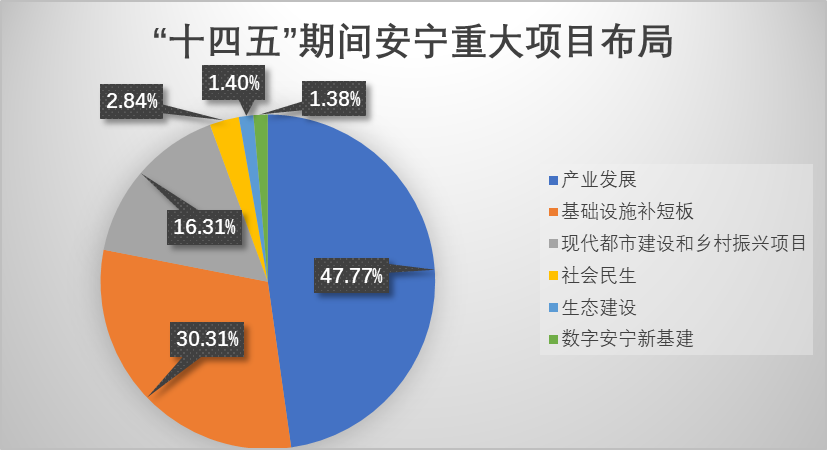 “十四五”期间安宁重大项目布局
2.84%
1.40%
1.38%
16.31%
47.77%
30.31%
产业发展
基础设施补短板
现代都市建设和乡村振兴项目
社会民生
生态建设
数字安宁新基建